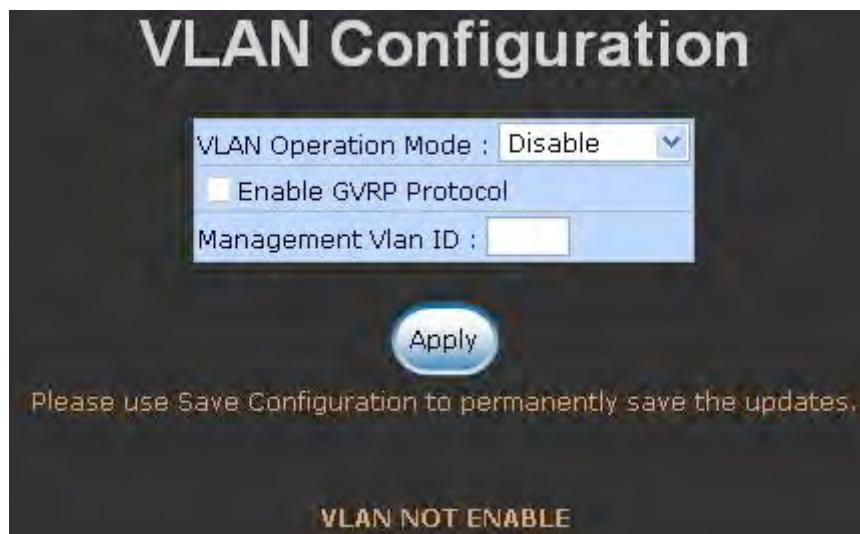 VLAN Configuration
VLAN Operation Mode : Disable
Enable GVRP Protocol
Management Vlan ID :
Apply
Please use Save Configuration to permanently save the updates.
VLAN NOT ENABLE